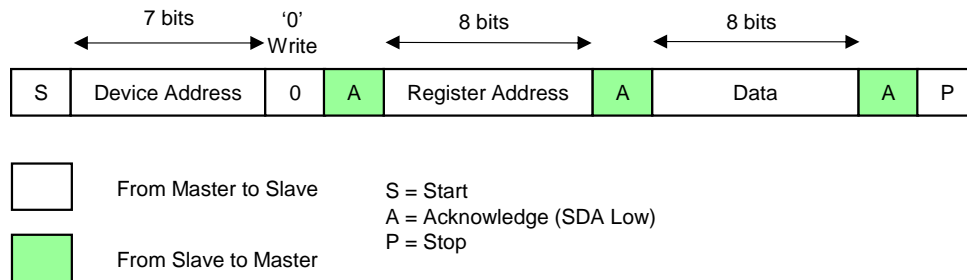 7 bits ‘0’ 8 bits 8 bits
Write
S Device Address 0 A Register Address A Data A P
From Master to Slave
S = Start
A = Acknowledge (SDA Low)
P = Stop
From Slave to Master